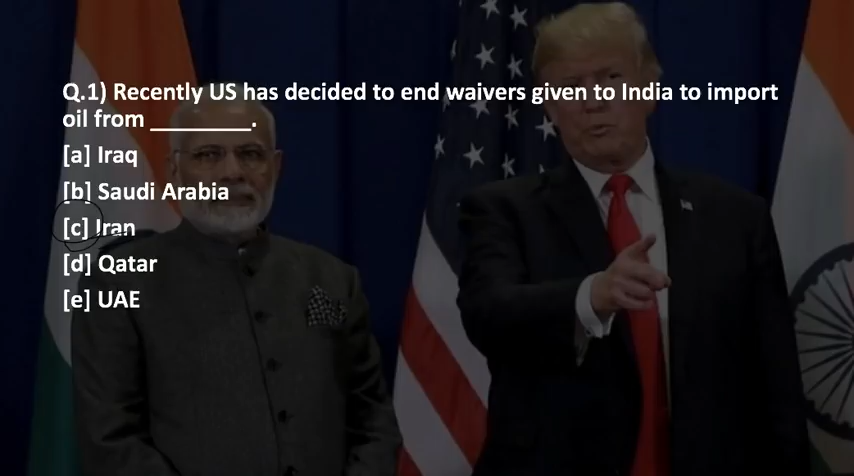 Q.1) Recently US has decided to end waivers given to India to import
oil from _________.
[a] Iraq
[b] Saudi Arabia
[c] Iran
[d] Qatar
[e] UAE